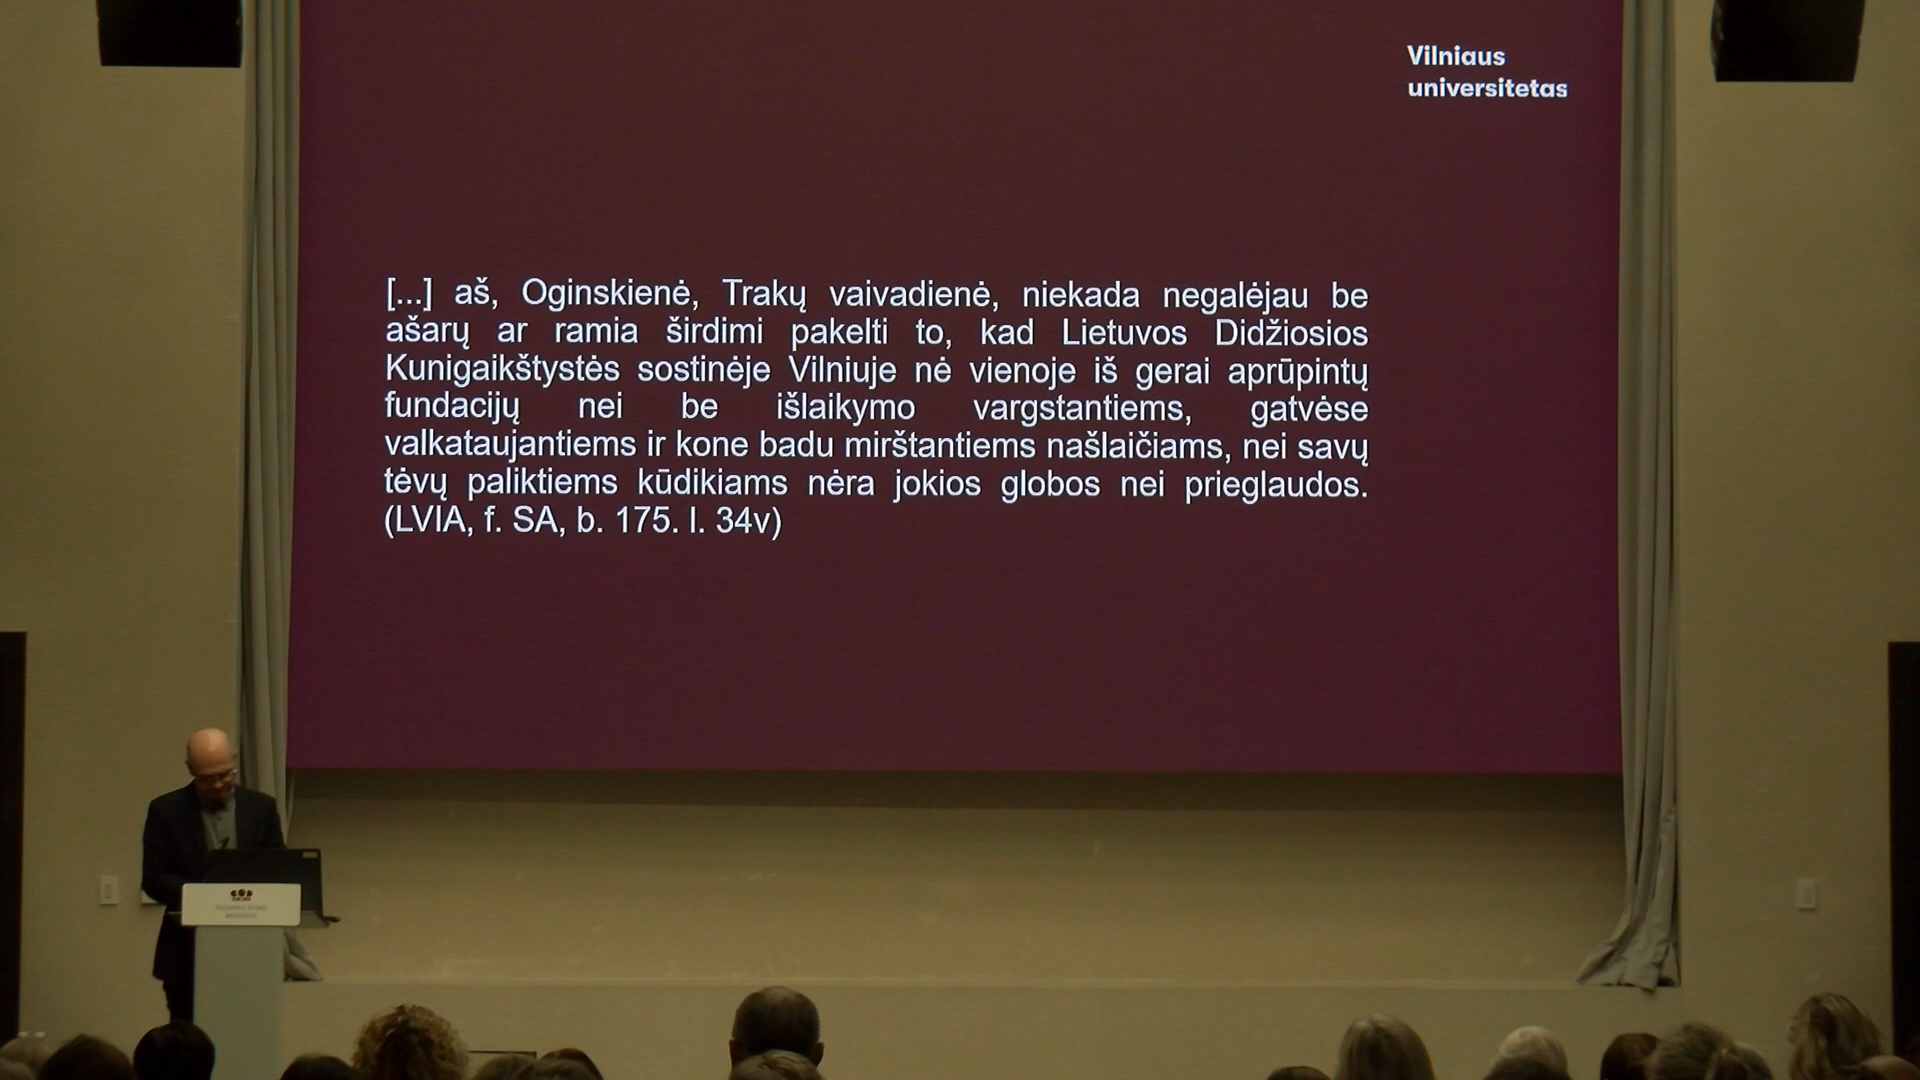 Vilniaus
universitetas
[...] aš, Oginskienė, Trakų vaivadienė, niekada negalėjau be
ašarų ar ramia širdimi pakelti to, kad Lietuvos Didžiosios
Kunigaikštystės sostinėje Vilniuje nė vienoje iš gerai aprūpintų
fundacijų nei be išlaikymo vargstantiems, gatvėse
valkataujantiems ir kone badu mirštantiems našlaičiams, nei savų
tėvų paliktiems kūdikiams nėra jokios globos nei prieglaudos.
(LVIA, f. SA, b. 175. l. 34v)